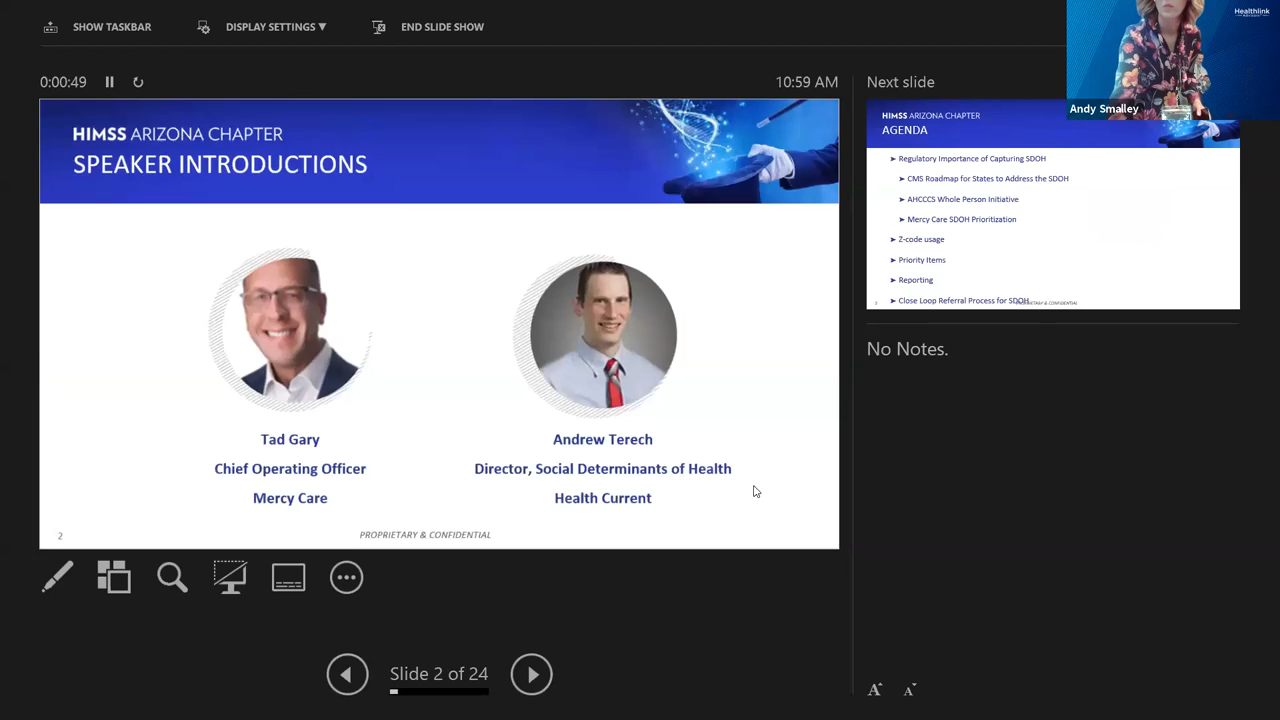 SHOW TASKBAR
DISPLAY SETTINGS ▼
END SLIDE SHOW
Healthlink
Andy Smalley
0:00:49
10:59 AM
HIMSS ARIZONA CHAPTER
SPEAKER INTRODUCTIONS
Tad Gary
Chief Operating Officer
Mercy Care
Andrew Terech
Director, Social Determinants of Health
Health Current
2
PROPRIETARY & CONFIDENTIAL
Slide 2 of 24
Next slide
HIMSS ARIZONA CHAPTER
AGENDA
➤ Regulatory Importance of Capturing SDOH
➤ CMS Roadmap for States to Address the SDOH
➤ AHCCCS Whole Person Initiative
➤ Mercy Care SDOH Prioritization
➤ Z-code usage
➤ Priority Items
➤ Reporting
➤ Close Loop Referral Process for SDOH
PROPRIETARY & CONFIDENTIAL
No Notes.
A A